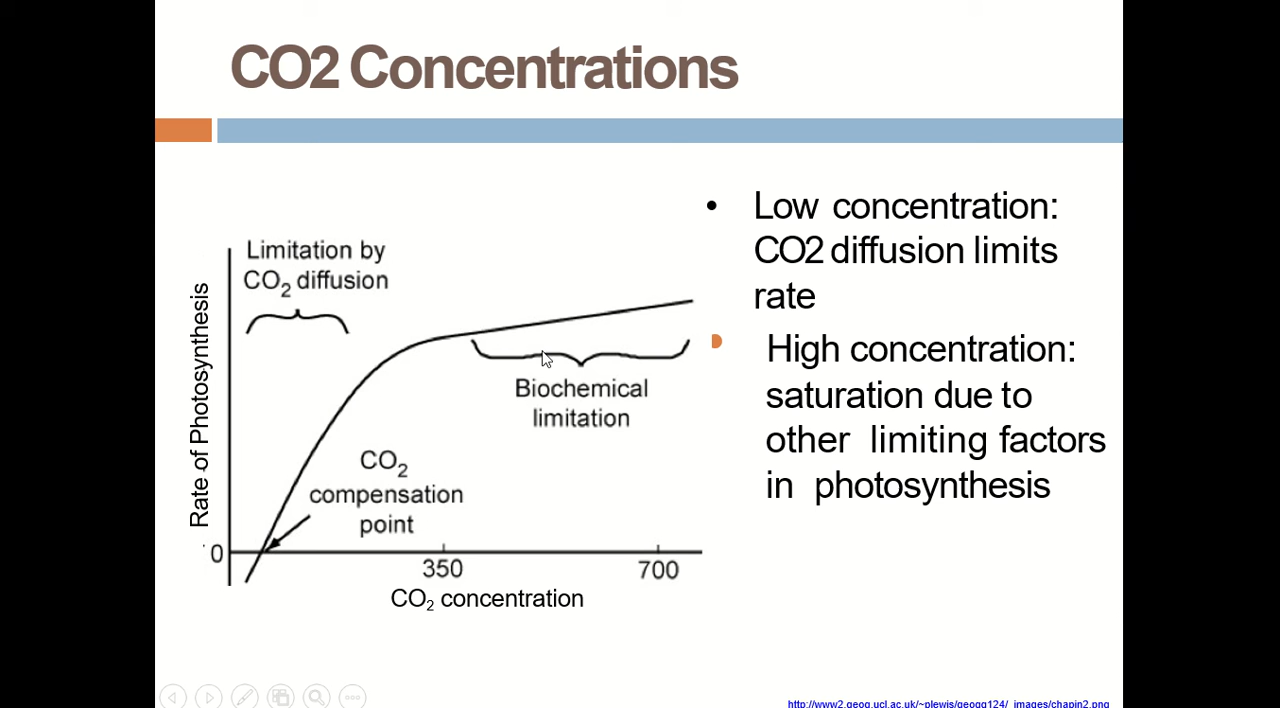 CO2 Concentrations
Limitation by
CO₂ diffusion
Rate of Photosynthesis
Biochemical
limitation
CO₂
compensation
point
0
350
700
CO₂ concentration
• Low concentration:
CO2 diffusion limits
rate
High concentration:
saturation due to
other limiting factors
in photosynthesis
http://www2.geog.ucl.ac.uk/~plewis/geogg124/_images/chapin2.png